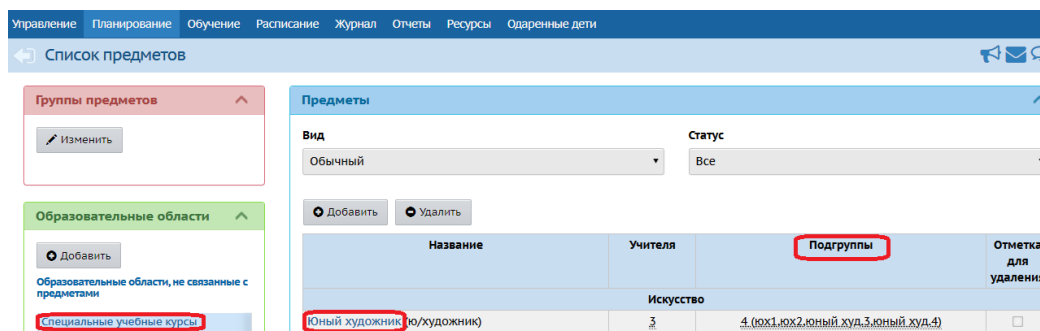 Управление Планирование Обучение Расписание Журнал Отчеты Ресурсы Одаренные дети
Список предметов
Группы предметов
Изменить
Образовательные области
Добавить
Образовательные области, не связанные с
предметами
Специальные учебные курсы
Предметы
Вид Статус
Обычный Все
Добавить Удалить
Название Учителя Подгруппы Отметка
для
удаления
Искусство
Юный художник (ю/художник) 3 4 (юх1,юх2,юный худ,3,юный худ,4)